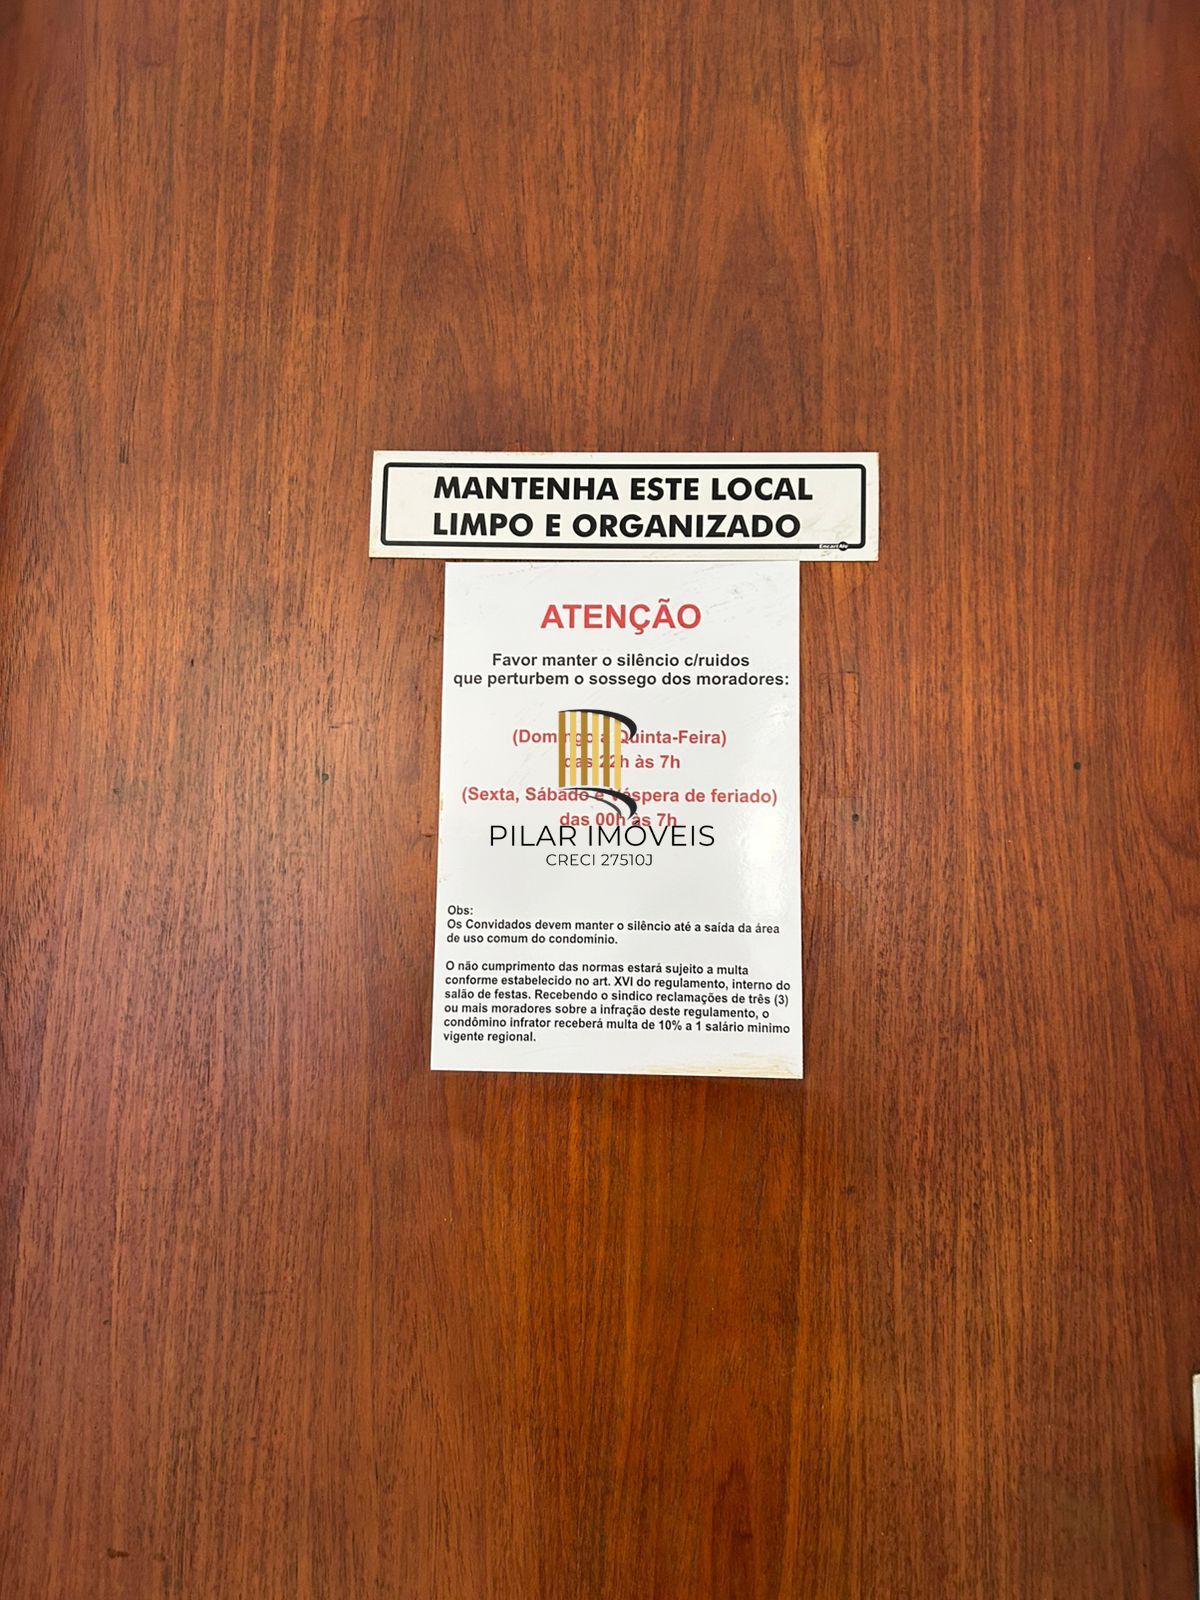 MANTENHA ESTE LOCAL
LIMPO E ORGANIZADO
ATENÇÃO
Favor manter o silêncio c/ruidos
que perturbem o sossego dos moradores:
(Domingo a Quinta-Feira)
das 22h às 7h
(Sexta, Sábado e Véspera de feriado)
das 00h às 7h
PILAR IMÓVEIS
CRECI 27510J
Obs:
Os Convidados devem manter o silêncio até a saída da área
de uso comum do condomínio.
O não cumprimento das normas estará sujeito a multa
conforme estabelecido no art. XVI do regulamento, interno do
salão de festas. Recebendo o sindico reclamações de três (3)
ou mais moradores sobre a infração deste regulamento, o
condômino infrator receberá multa de 10% a 1 salário minimo
vigente regional.